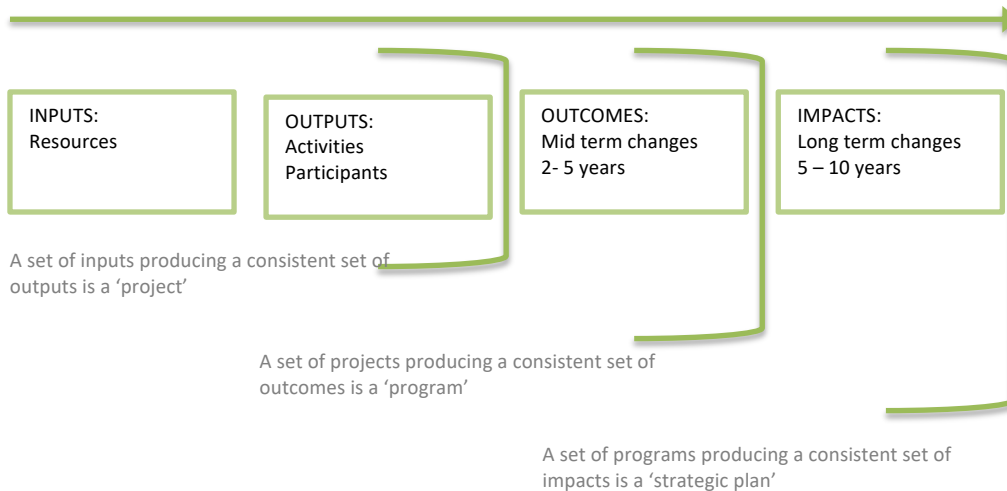 INPUTS:
Resources
OUTPUTS:
Activities
Participants
OUTCOMES:
Mid term changes
2- 5 years
IMPACTS:
Long term changes
5 – 10 years
A set of inputs producing a consistent set of
outputs is a ‘project’
A set of projects producing a consistent set of
outcomes is a ‘program’
A set of programs producing a consistent set of
impacts is a ‘strategic plan’